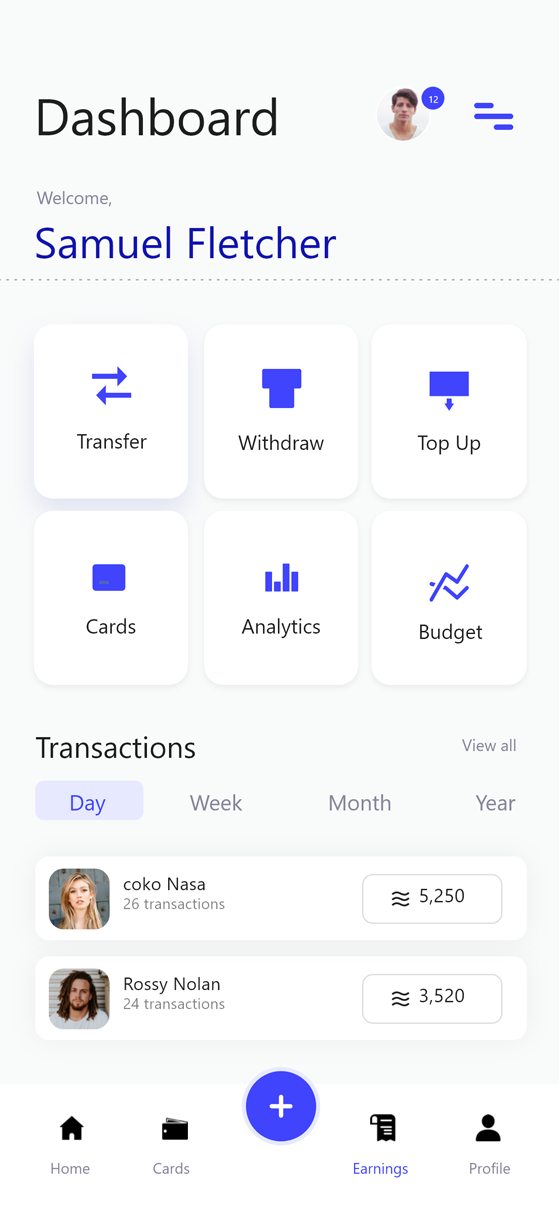 Dashboard
12
Welcome,
Samuel Fletcher
Transfer
Withdraw
Top Up
Cards
Analytics
Budget
Transactions
View all
Day
Week
Month
Year
coko Nasa
26 transactions
≈ 5,250
Rossy Nolan
24 transactions
≈ 3,520
Home
Cards
Earnings
Profile